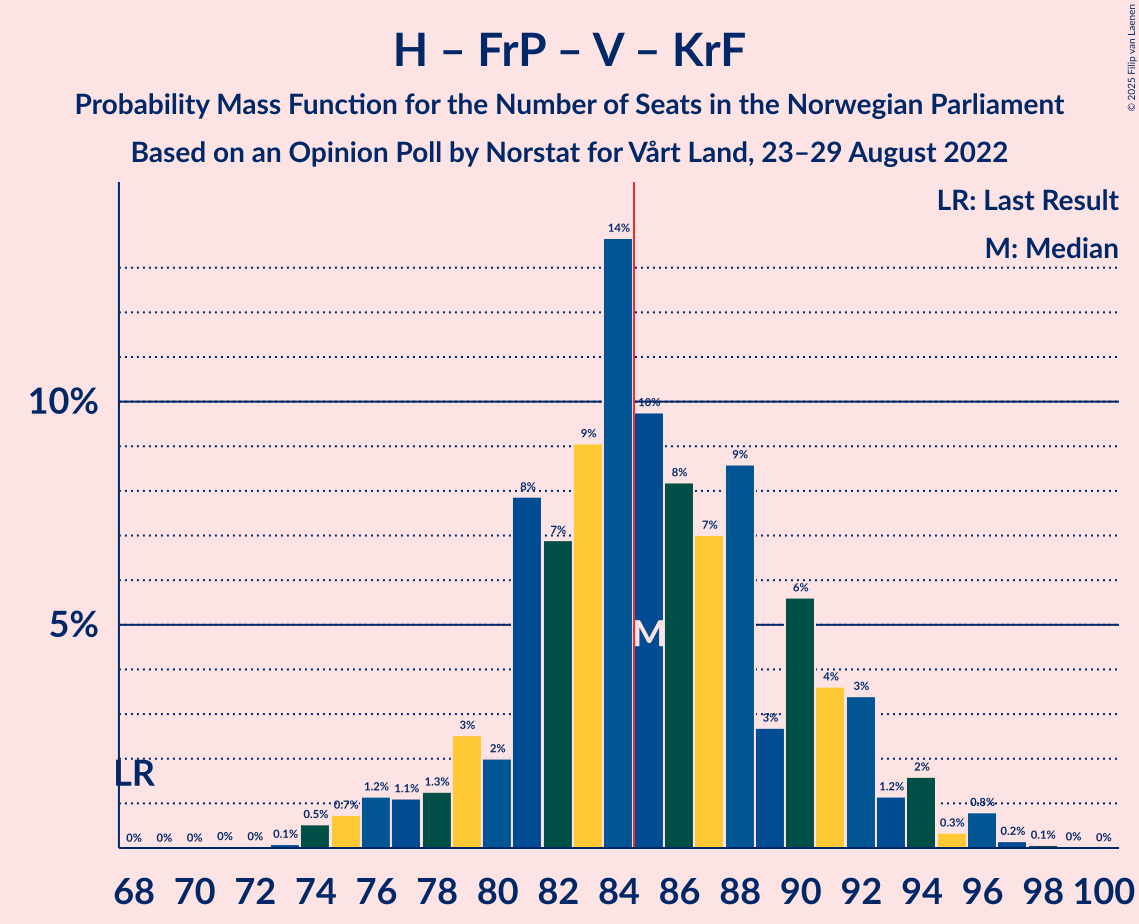 H – FrP – V – KrF
Probability Mass Function for the Number of Seats in the Norwegian Parliament
Based on an Opinion Poll by Norstat for Vårt Land, 23–29 August 2022
© 2025 Filip van Laenen
LR: Last Result
M: Median
10%
5%
LR
M
0% 0% 0% 0% 0% 0.1% 0.5% 0.7% 1.2% 1.1% 1.3% 3% 2% 8% 7% 9% 14% 10% 8% 7% 9% 3% 6% 4% 3% 1.2% 2% 0.3% 0.8% 0.2% 0.1% 0% 0%
68 70 72 74 76 78 80 82 84 86 88 90 92 94 96 98 100